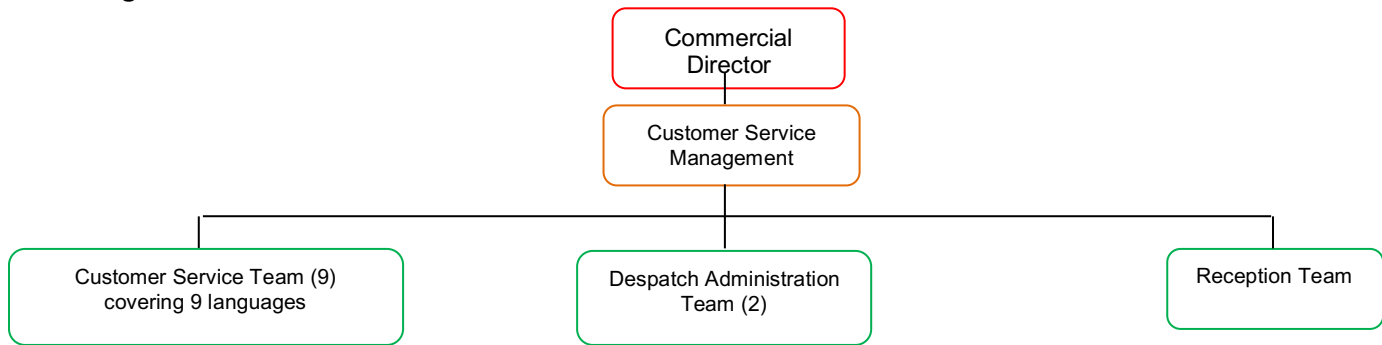 Commercial
Director
Customer Service
Management
Customer Service Team (9)
covering 9 languages
Despatch Administration
Team (2)
Reception Team